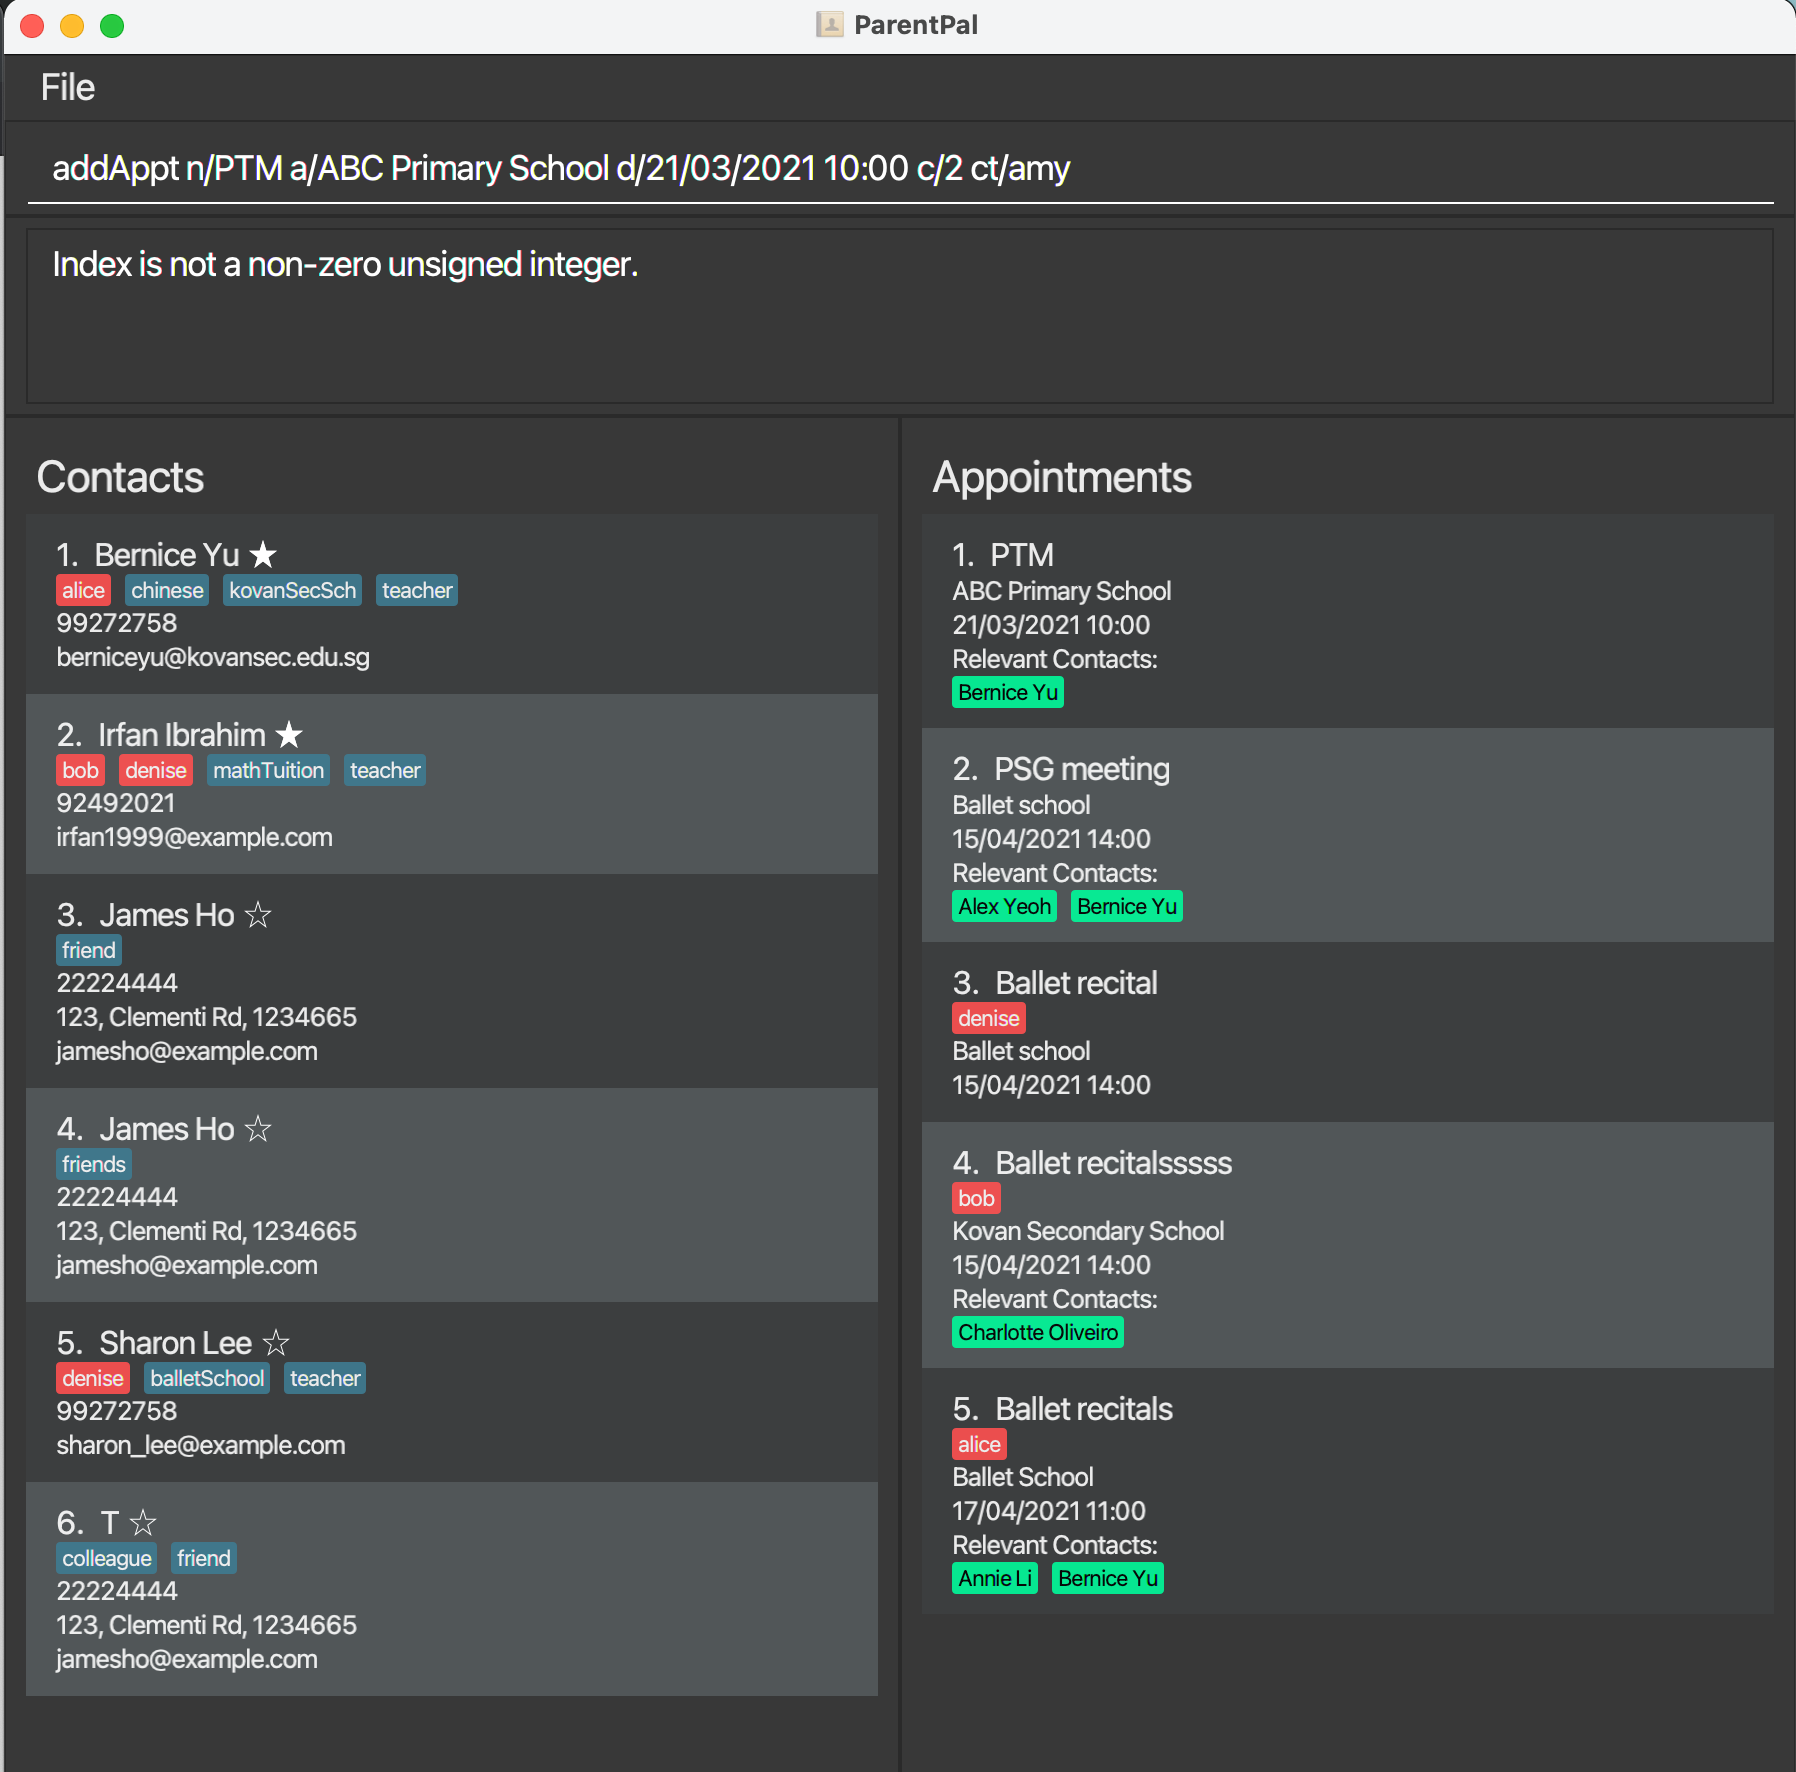 ParentPal
File
addAppt n/PTM a/ABC Primary School d/21/03/2021 10:00 c/2 ct/amy
Index is not a non-zero unsigned integer.
Contacts
1. Bernice Yu ★
alice chinese kovanSecSch teacher
99272758
berniceyu@kovansec.edu.sg
2. Irfan Ibrahim ★
bob denise mathTuition teacher
92492021
irfan1999@example.com
3. James Ho ☆
friend
22224444
123, Clementi Rd, 1234665
jamesho@example.com
4. James Ho ☆
friends
22224444
123, Clementi Rd, 1234665
jamesho@example.com
5. Sharon Lee ☆
denise balletSchool teacher
99272758
sharon_lee@example.com
6. T ☆
colleague friend
22224444
123, Clementi Rd, 1234665
jamesho@example.com
Appointments
1. PTM
ABC Primary School
21/03/2021 10:00
Relevant Contacts:
Bernice Yu
2. PSG meeting
Ballet school
15/04/2021 14:00
Relevant Contacts:
Alex Yeoh Bernice Yu
3. Ballet recital
denise
Ballet school
15/04/2021 14:00
4. Ballet recitalsssss
bob
Kovan Secondary School
15/04/2021 14:00
Relevant Contacts:
Charlotte Oliveiro
5. Ballet recitals
alice
Ballet School
17/04/2021 11:00
Relevant Contacts:
Annie Li Bernice Yu